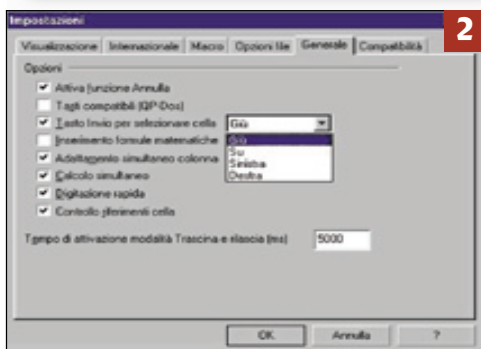 Impostazioni
2
Visualizzazione Internazionale Macro Opzioni file Generale Compatibilità
Opzioni
Attiva funzione Annulla
Tasti compatibili (QP-Dos)
Tasto Invio per selezionare cella Giù
Inserimento formule matematiche Giù
Su
Adattamento simultaneo colonna Sinistra
Destra
Calcolo simultaneo
Digitazione rapida
Controllo riferimenti cella
Tempo di attivazione modalità Trascina e rilascia (ms) 5000
OK Annulla ?